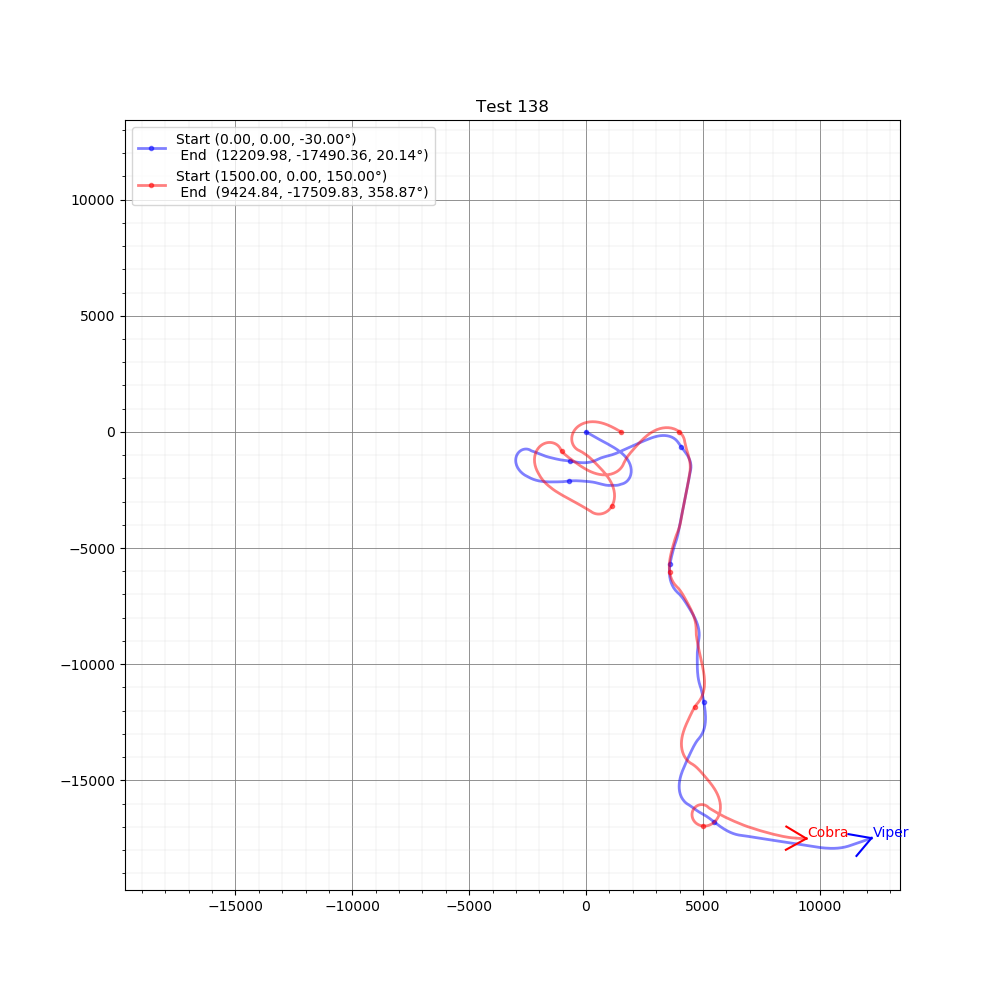 Test 138
Start (0.00, 0.00, -30.00°)
End (12209.98, -17490.36, 20.14°)
Start (1500.00, 0.00, 150.00°)
End (9424.84, -17509.83, 358.87°)
10000
5000
0
−5000
−10000
−15000
Cobra
Viper
−15000
−10000
−5000
0
5000
10000